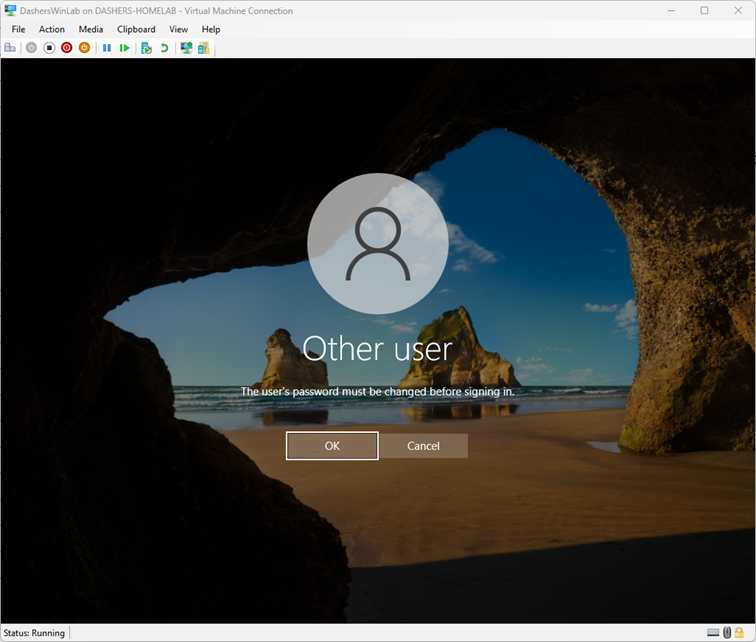 DashersWinLab on DASHERS-HOMELAB - Virtual Machine Connection
File Action Media Clipboard View Help
Other user
The user's password must be changed before signing in.
OK Cancel
Status: Running